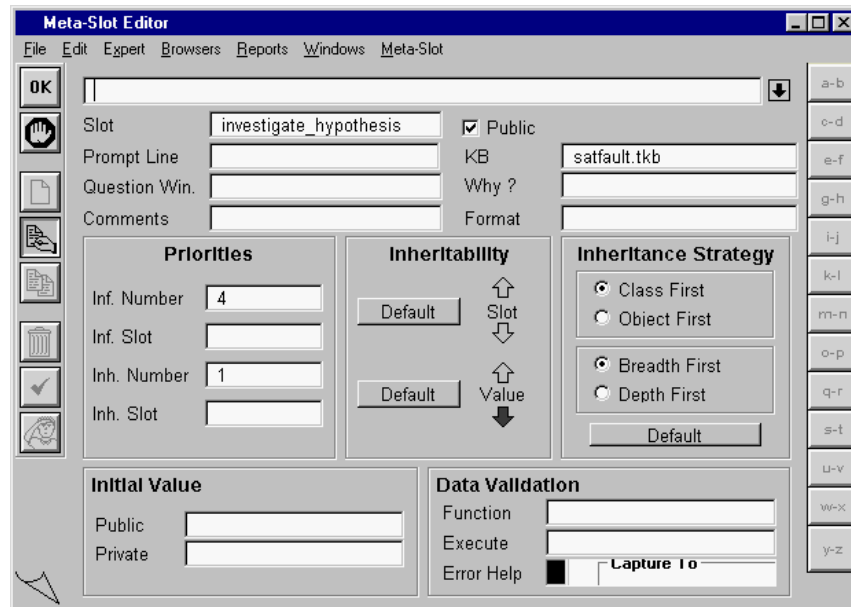 Meta-Slot Editor
File Edit Expert Browsers Reports Windows Meta-Slot
OK
Slot investigate_hypothesis Public
Prompt Line KB satfault.tkb
Question Win. Why ?
Comments Format
Priorities
Inf. Number 4
Inf. Slot
Inh. Number 1
Inh. Slot
Inheritability
Default Slot
Default Value
Inheritance Strategy
Class First
Object First
Breadth First
Depth First
Default
Initial Value
Public
Private
Data Validation
Function
Execute
Error Help Capture To
a-b
c-d
e-f
g-h
i-j
k-l
m-n
o-p
q-r
s-t
u-v
w-x
y-z